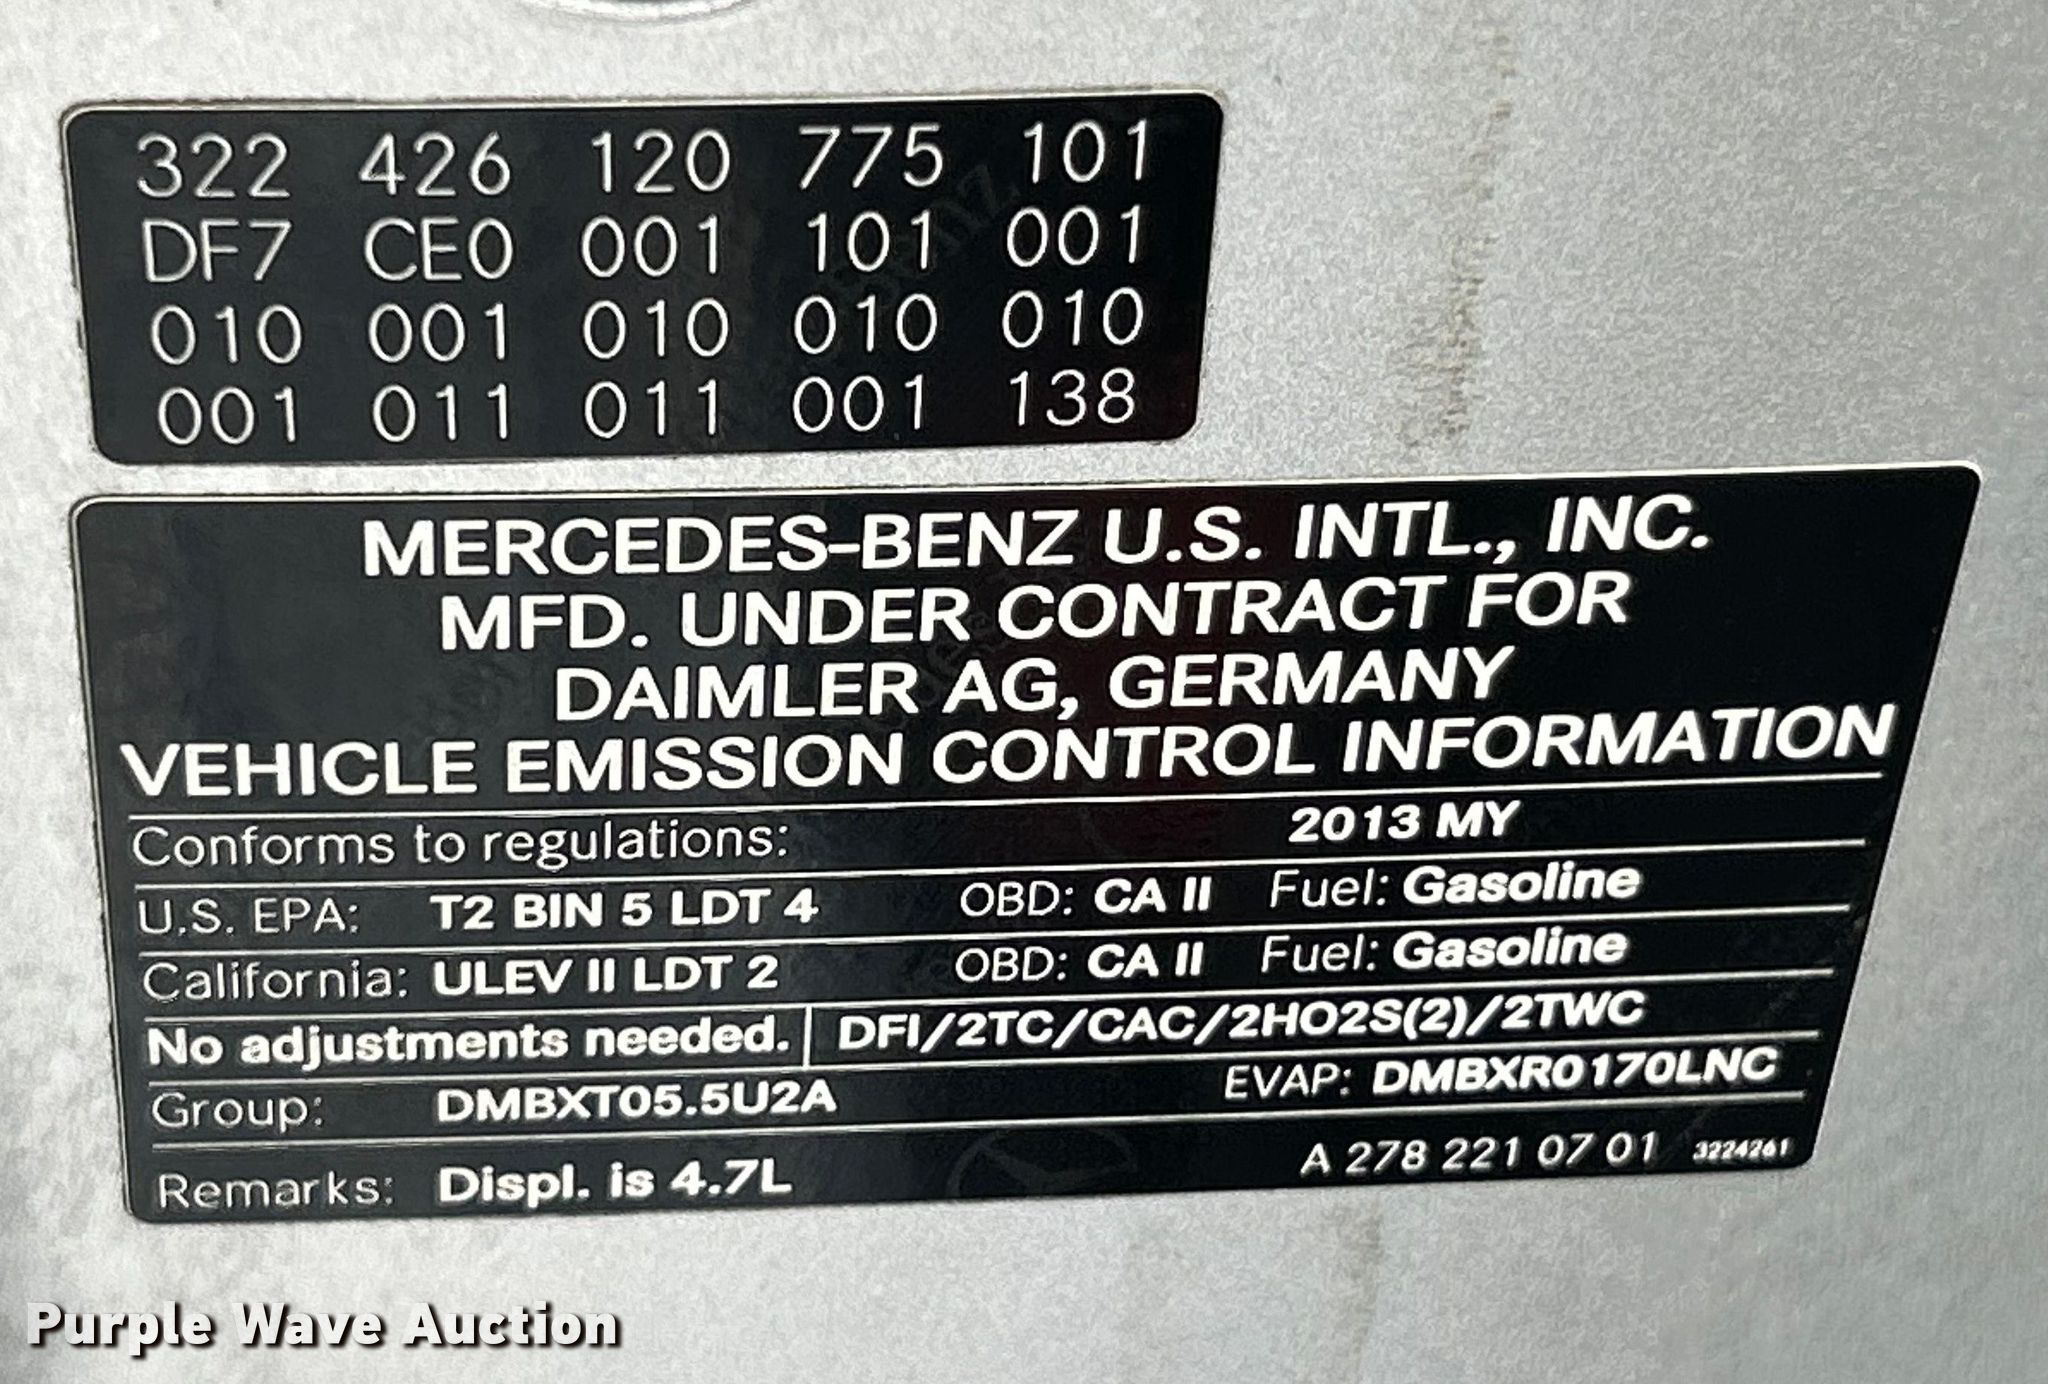 322 426 120 775 101
DF7 CE0 001 101 001
010 001 010 010 010
001 011 011 001 138
MERCEDES-BENZ U.S. INTL., INC.
MFD. UNDER CONTRACT FOR
DAIMLER AG, GERMANY
VEHICLE EMISSION CONTROL INFORMATION
Conforms to regulations: 2013 MY
U.S. EPA: T2 BIN 5 LDT 4 OBD: CA II Fuel: Gasoline
California: ULEV II LDT 2 OBD: CA II Fuel: Gasoline
No adjustments needed. DFI/2TC/CAC/2HO2S(2)/2TWC
Group: DMBXT05.5U2A EVAP: DMBXR0170LNC
Remarks: Displ. is 4.7L A 278 221 07 01 3224261
Purple Wave Auction